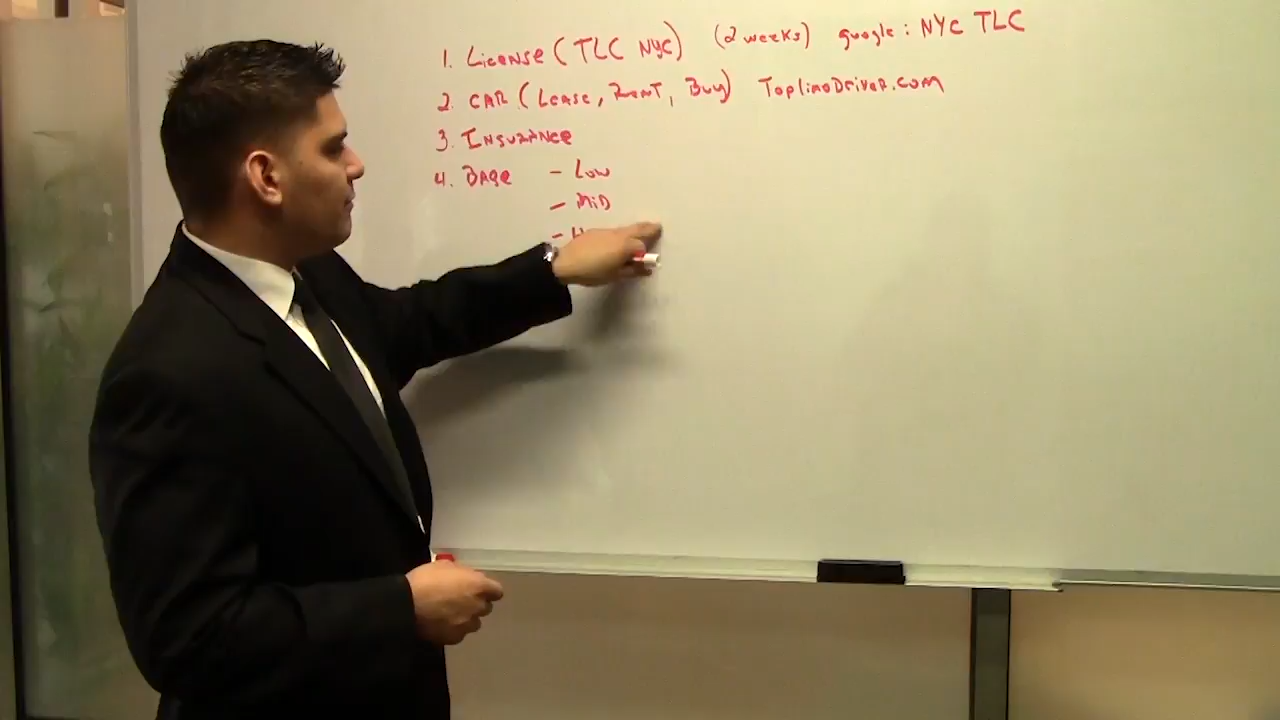 1. License (TLC NYC) (2 weeks) google: NYC TLC
2. CAR (Lease, Rent, Buy) ToplimoDriver.com
3. Insurance
4. Base - Low
- Mid
-